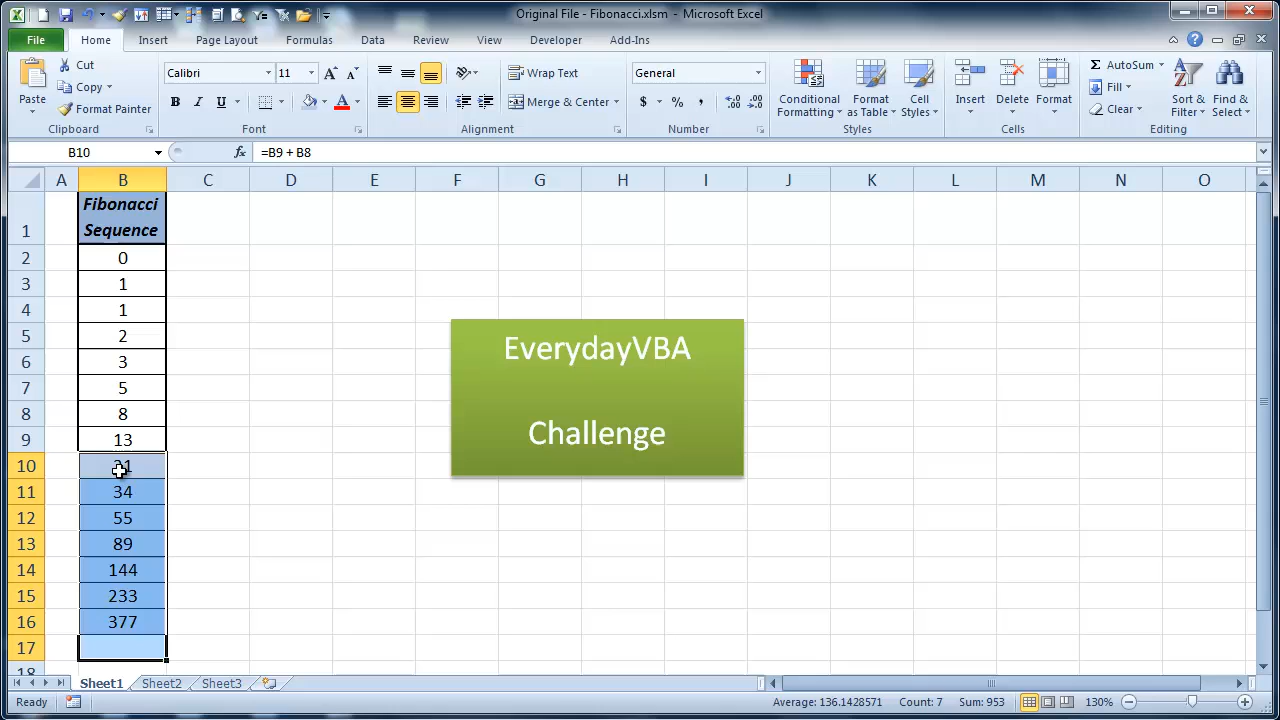 Original File - Fibonacci.xlsm - Microsoft Excel
File Home Insert Page Layout Formulas Data Review View Developer Add-Ins
Paste
Cut
Copy
Format Painter
Clipboard
Calibri 11
B I U A
Font
Wrap Text
Merge & Center
Alignment
General
$ % ,
Number
Conditional Formatting
Format as Table
Cell Styles
Styles
Insert Delete Format
Cells
AutoSum
Fill
Clear
Sort & Filter
Find & Select
Editing
B10 fx =B9 + B8
A B C D E F G H I J K L M N O
Fibonacci
1 Sequence
2 0
3 1
4 1
5 2
6 3
7 5
8 8
9 13
10 21
11 34
12 55
13 89
14 144
15 233
16 377
17
18
EverydayVBA
Challenge
Sheet1 Sheet2 Sheet3
Ready Average: 136.1428571 Count: 7 Sum: 953 130%